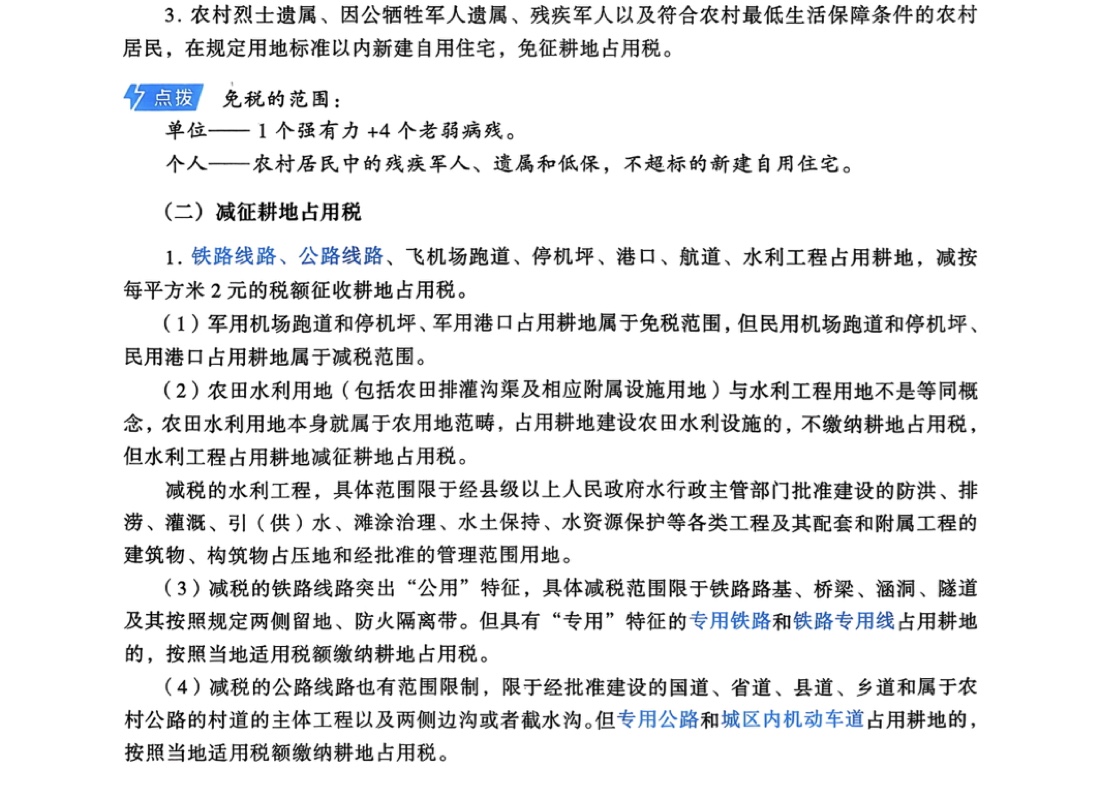 3. 农村烈士遗属、因公牺牲军人遗属、残疾军人以及符合农村最低生活保障条件的农村
居民，在规定用地标准以内新建自用住宅，免征耕地占用税。
点拨 免税的范围：
单位—— 1 个强有力 +4 个老弱病残。
个人——农村居民中的残疾军人、遗属和低保，不超标的新建自用住宅。
（二）减征耕地占用税
1. 铁路线路、公路线路、飞机场跑道、停机坪、港口、航道、水利工程占用耕地，减按
每平方米 2 元的税额征收耕地占用税。
（1）军用机场跑道和停机坪、军用港口占用耕地属于免税范围，但民用机场跑道和停机坪、
民用港口占用耕地属于减税范围。
（2）农田水利用地（包括农田排灌沟渠及相应附属设施用地）与水利工程用地不是等同概
念，农田水利用地本身就属于农用地范畴，占用耕地建设农田水利设施的，不缴纳耕地占用税，
但水利工程占用耕地减征耕地占用税。
减税的水利工程，具体范围限于经县级以上人民政府水行政主管部门批准建设的防洪、排
涝、灌溉、引（供）水、滩涂治理、水土保持、水资源保护等各类工程及其配套和附属工程的
建筑物、构筑物占压地和经批准的管理范围用地。
（3）减税的铁路线路突出“公用”特征，具体减税范围限于铁路路基、桥梁、涵洞、隧道
及其按照规定两侧留地、防火隔离带。但具有“专用”特征的专用铁路和铁路专用线占用耕地
的，按照当地适用税额缴纳耕地占用税。
（4）减税的公路线路也有范围限制，限于经批准建设的国道、省道、县道、乡道和属于农
村公路的村道的主体工程以及两侧边沟或者截水沟。但专用公路和城区内机动车道占用耕地的，
按照当地适用税额缴纳耕地占用税。